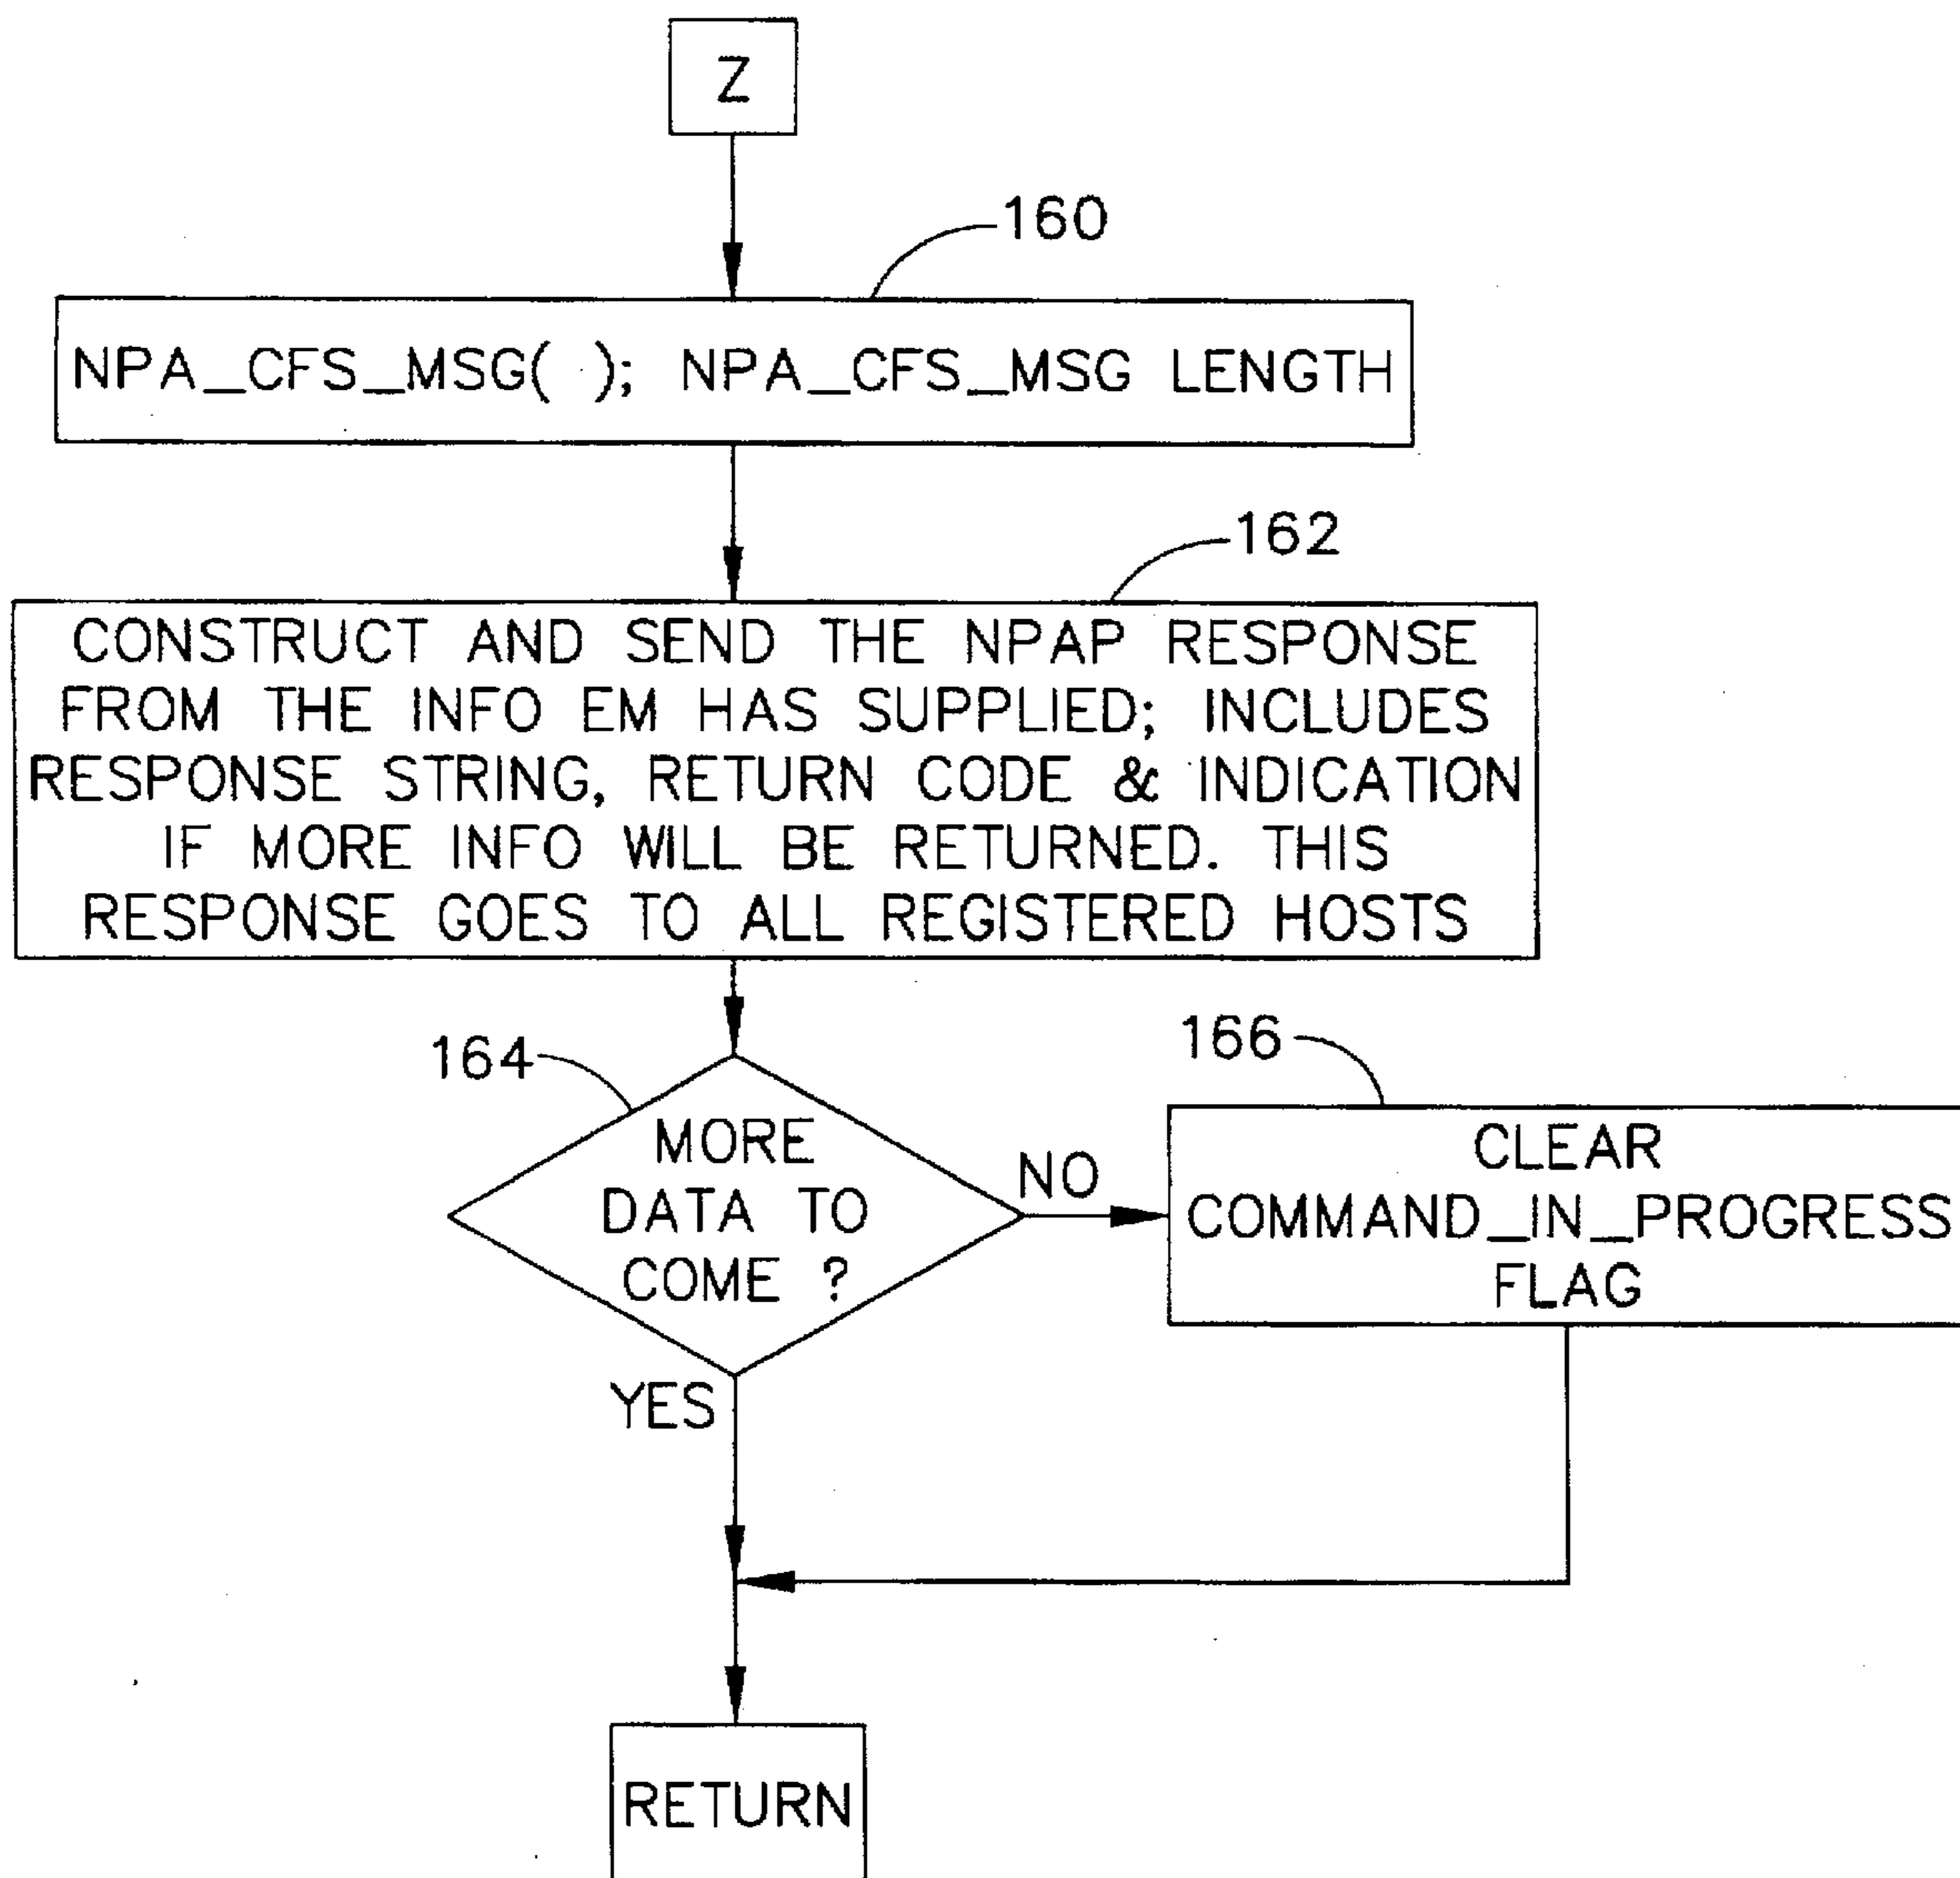 Z
160
NPA_CFS_MSG( ); NPA_CFS_MSG LENGTH
162
CONSTRUCT AND SEND THE NPAP RESPONSE
FROM THE INFO EM HAS SUPPLIED; INCLUDES
RESPONSE STRING, RETURN CODE & INDICATION
IF MORE INFO WILL BE RETURNED. THIS
RESPONSE GOES TO ALL REGISTERED HOSTS
164
MORE
DATA TO
COME ?
NO
166
CLEAR
COMMAND_IN_PROGRESS
FLAG
YES
RETURN